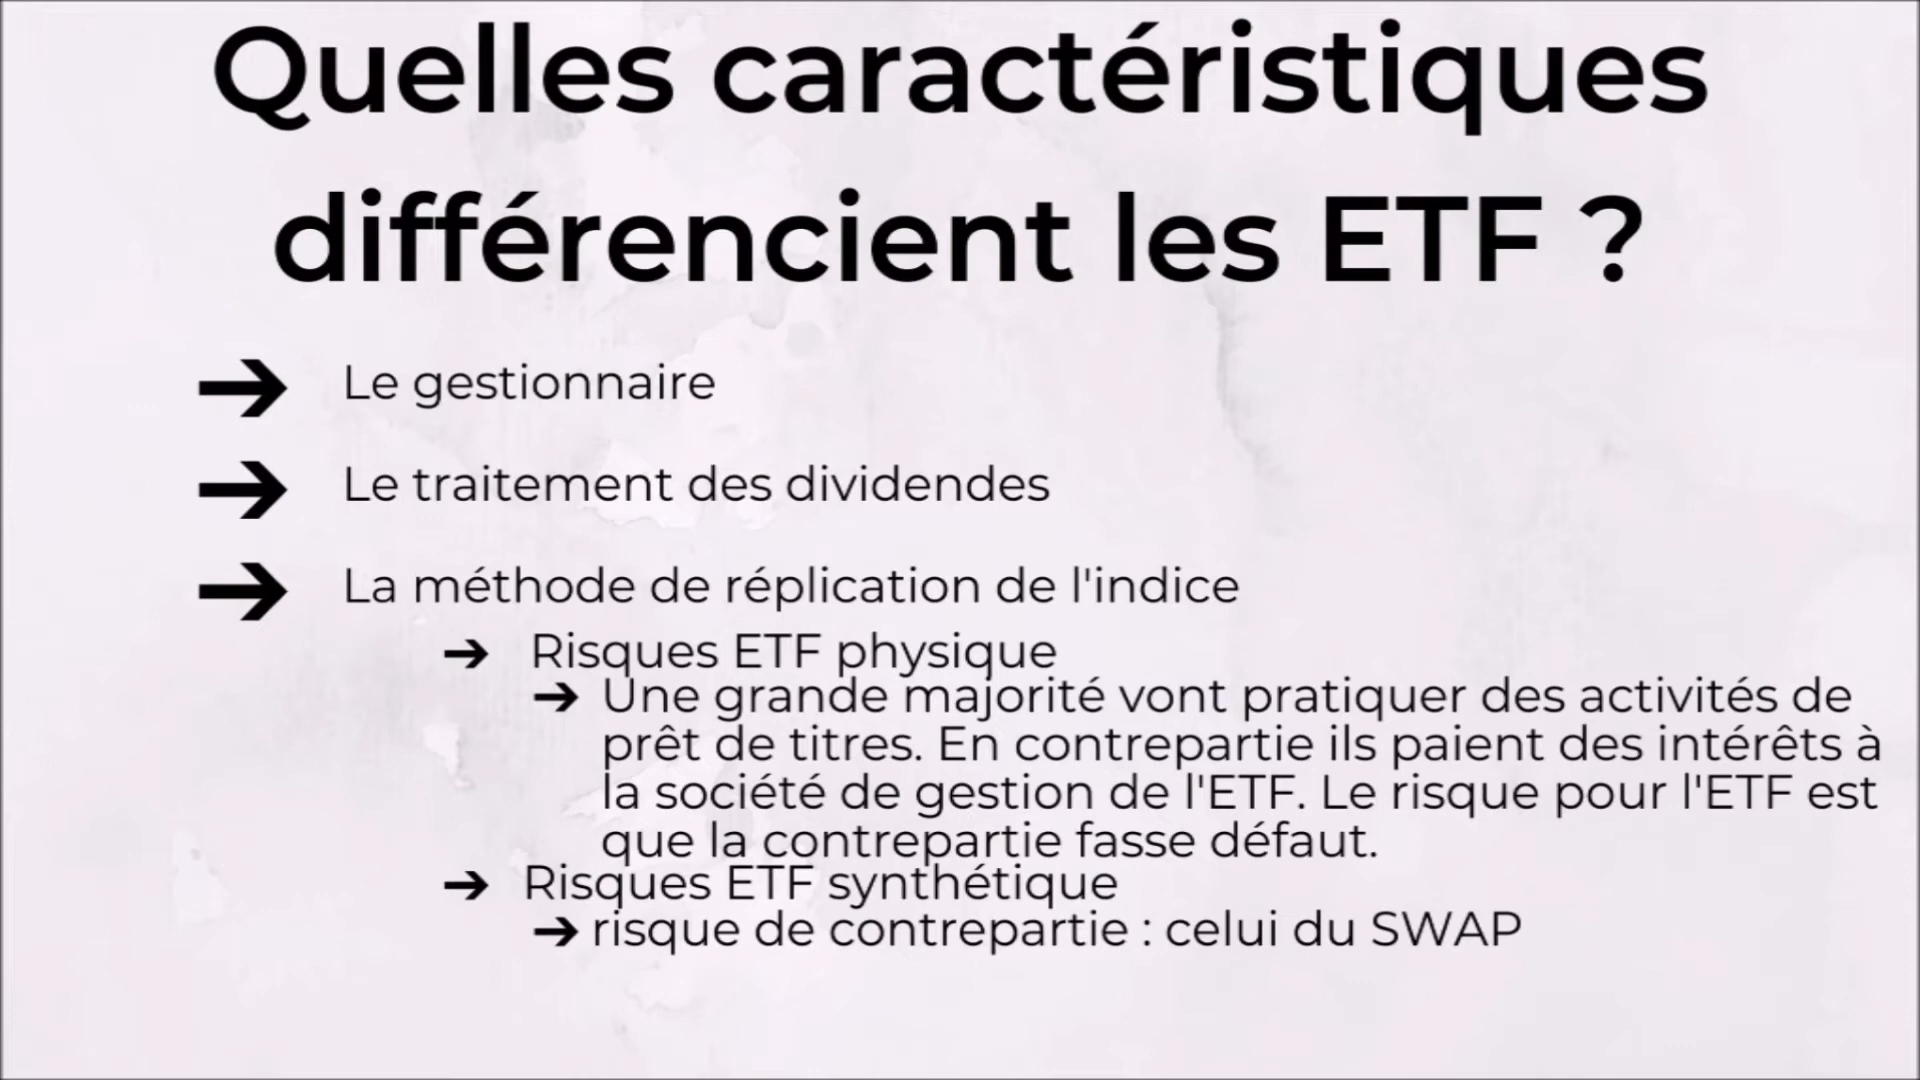 Quelles caractéristiques
différencient les ETF ?
➔ Le gestionnaire
➔ Le traitement des dividendes
➔ La méthode de réplication de l'indice
➔ Risques ETF physique
➔ Une grande majorité vont pratiquer des activités de
prêt de titres. En contrepartie ils paient des intérêts à
la société de gestion de l'ETF. Le risque pour l'ETF est
que la contrepartie fasse défaut.
➔ Risques ETF synthétique
➔ risque de contrepartie : celui du SWAP